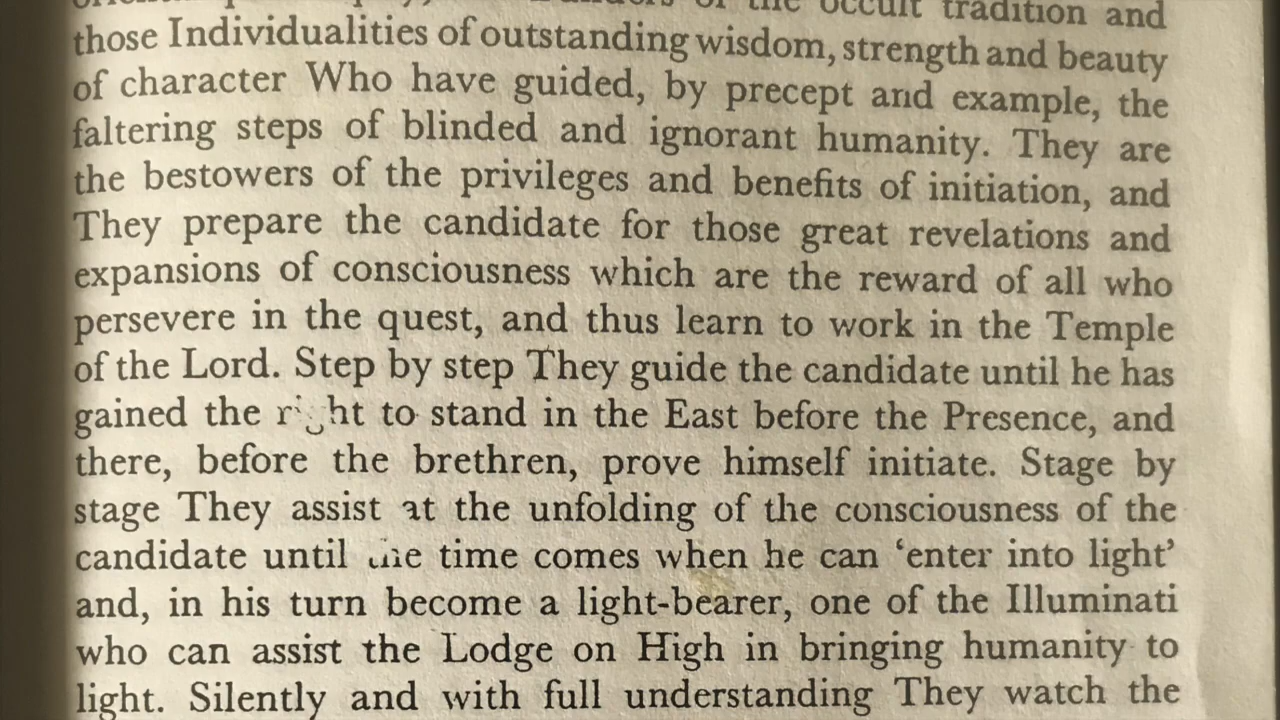 of the occult tradition and
those Individualities of outstanding wisdom, strength and beauty
of character Who have guided, by precept and example, the
faltering steps of blinded and ignorant humanity. They are
the bestowers of the privileges and benefits of initiation, and
They prepare the candidate for those great revelations and
expansions of consciousness which are the reward of all who
persevere in the quest, and thus learn to work in the Temple
of the Lord. Step by step They guide the candidate until he has
gained the right to stand in the East before the Presence, and
there, before the brethren, prove himself initiate. Stage by
stage They assist at the unfolding of the consciousness of the
candidate until the time comes when he can ‘enter into light’
and, in his turn become a light-bearer, one of the Illuminati
who can assist the Lodge on High in bringing humanity to
light. Silently and with full understanding They watch the